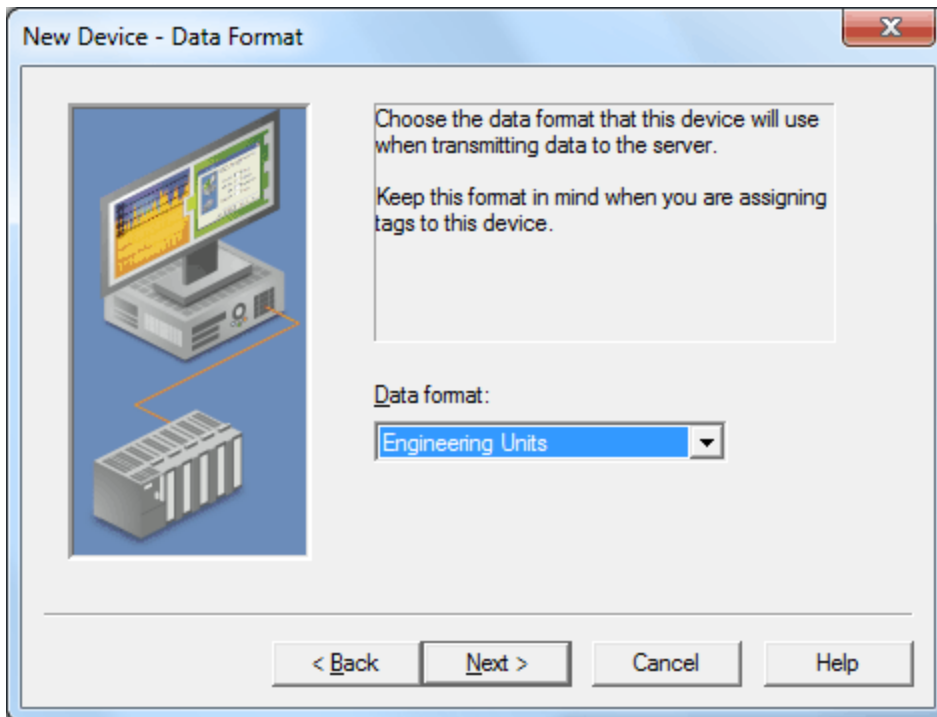 New Device - Data Format
Choose the data format that this device will use
when transmitting data to the server.
Keep this format in mind when you are assigning
tags to this device.
Data format:
Engineering Units
< Back
Next >
Cancel
Help